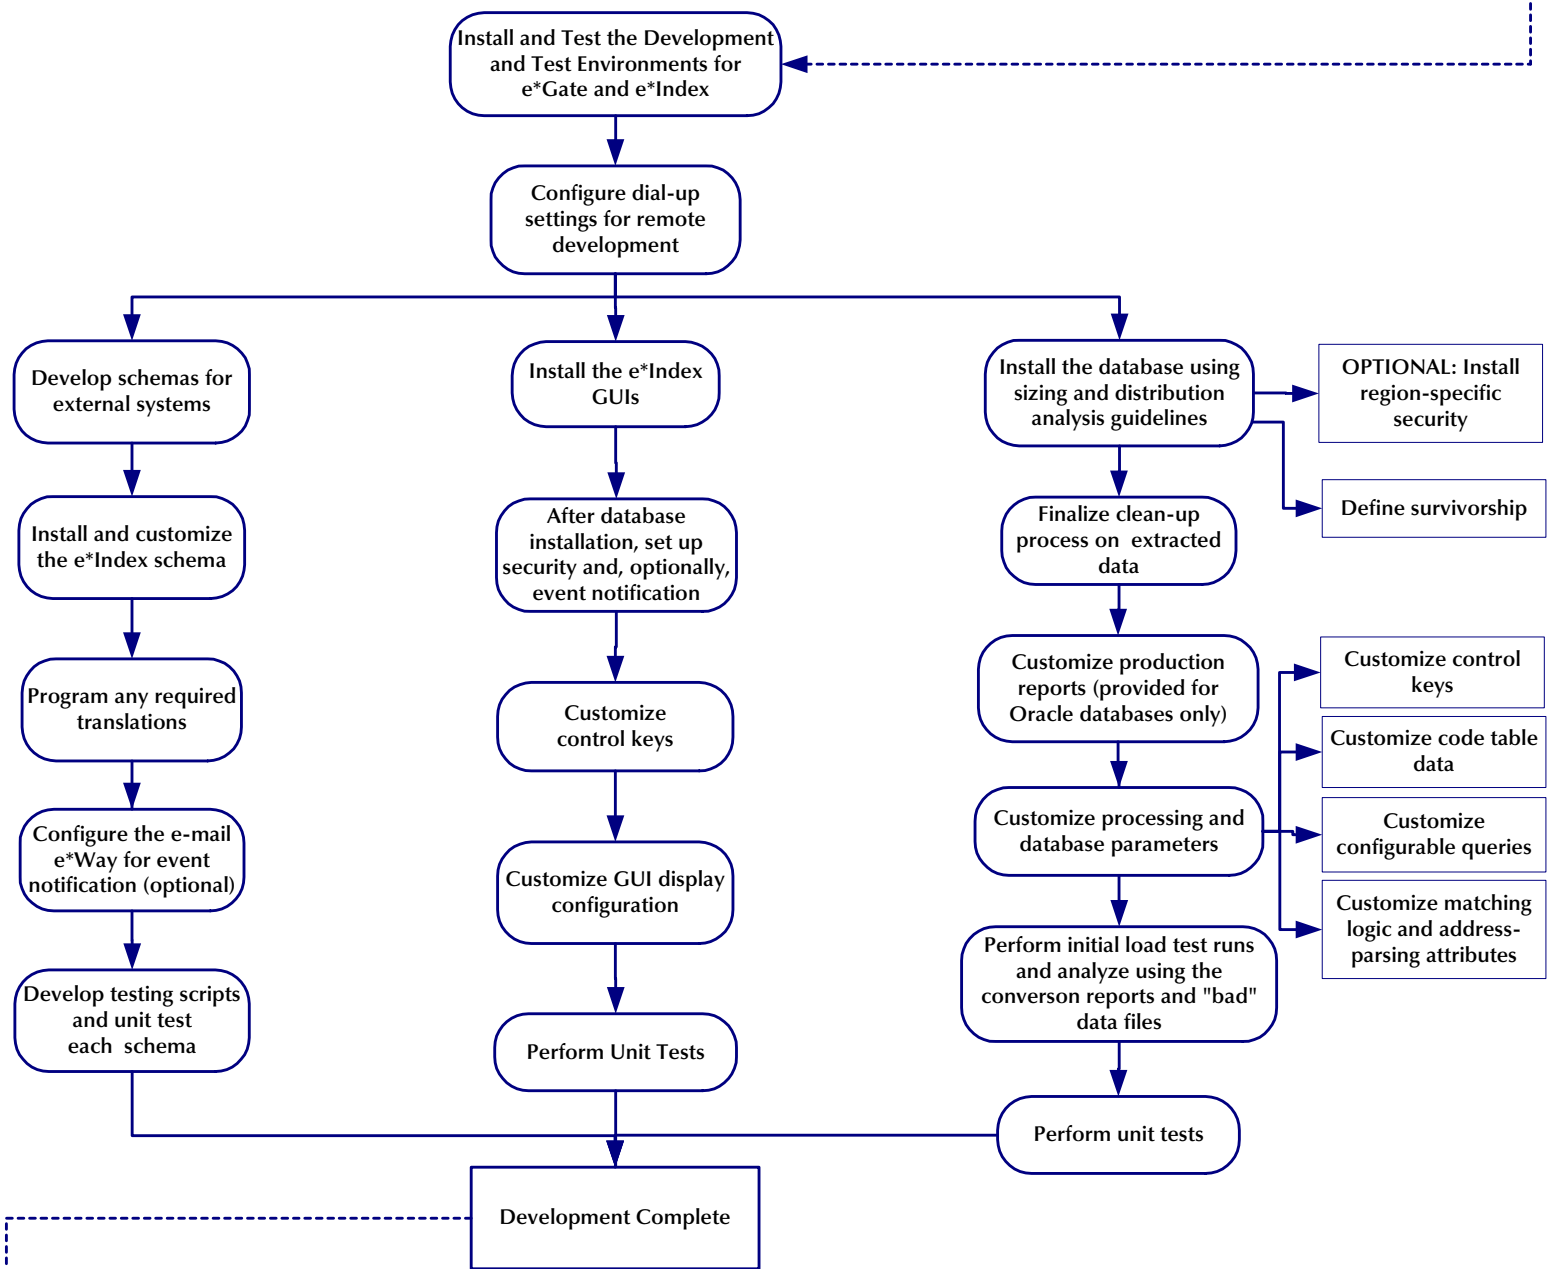 Install and Test the Development
and Test Environments for
e*Gate and e*Index
Configure dial-up
settings for remote
development
Develop schemas for
external systems
Install and customize
the e*Index schema
Program any required
translations
Configure the e-mail
e*Way for event
notification (optional)
Develop testing scripts
and unit test
each schema
Install the e*Index
GUIs
After database
installation, set up
security and, optionally,
event notification
Customize
control keys
Customize GUI display
configuration
Perform Unit Tests
Install the database using
sizing and distribution
analysis guidelines
OPTIONAL: Install
region-specific
security
Define survivorship
Finalize clean-up
process on extracted
data
Customize production
reports (provided for
Oracle databases only)
Customize processing and
database parameters
Customize control
keys
Customize code table
data
Customize
configurable queries
Customize matching
logic and address-
parsing attributes
Perform initial load test runs
and analyze using the
converson reports and "bad"
data files
Perform unit tests
Development Complete